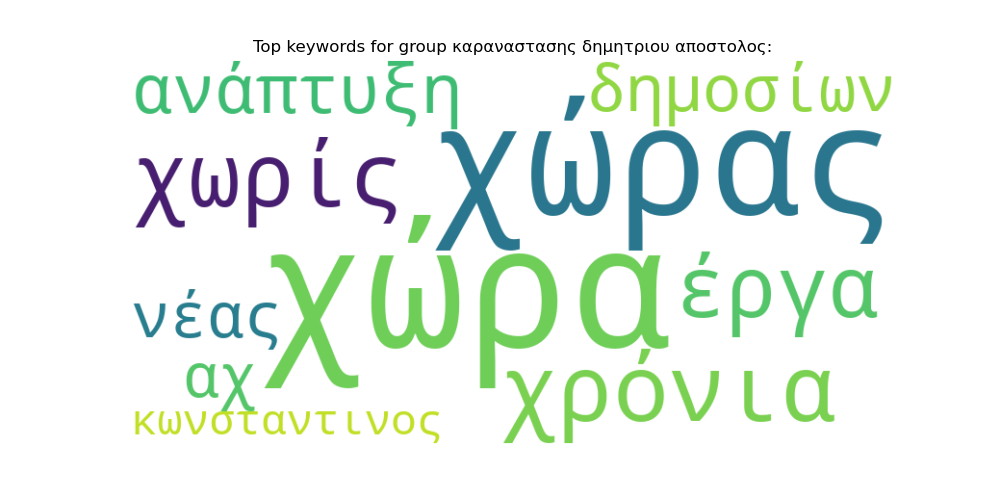 Top keywords for group καραναστασης δημητριου αποστολος:
ανάπτυξη δημοσίων
χωρίς χώρας
χώρα έργα
νέας
αχ χρόνια
κωνσταντινος